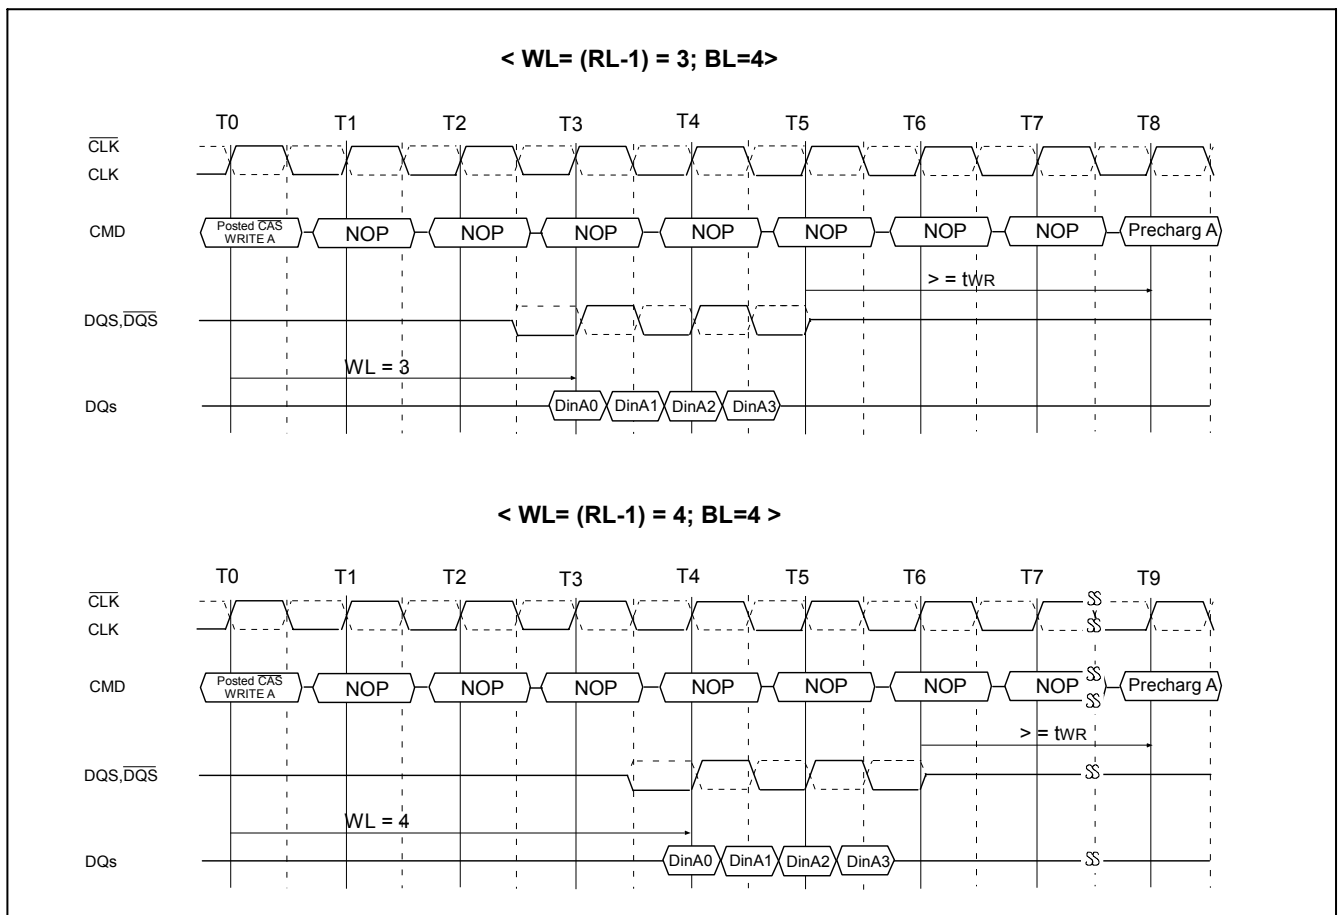 < WL= (RL-1) = 3; BL=4>
T0 T1 T2 T3 T4 T5 T6 T7 T8
CLK
CLK
CMD
Posted CAS
WRITE A
NOP NOP NOP NOP NOP NOP NOP Precharg A
> = tWR
DQS,DQS
WL = 3
DQs
DinA0 DinA1 DinA2 DinA3
< WL= (RL-1) = 4; BL=4 >
T0 T1 T2 T3 T4 T5 T6 T7 T9
CLK
CLK
CMD
Posted CAS
WRITE A
NOP NOP NOP NOP NOP NOP NOP Precharg A
> = tWR
DQS,DQS
WL = 4
DQs
DinA0 DinA1 DinA2 DinA3